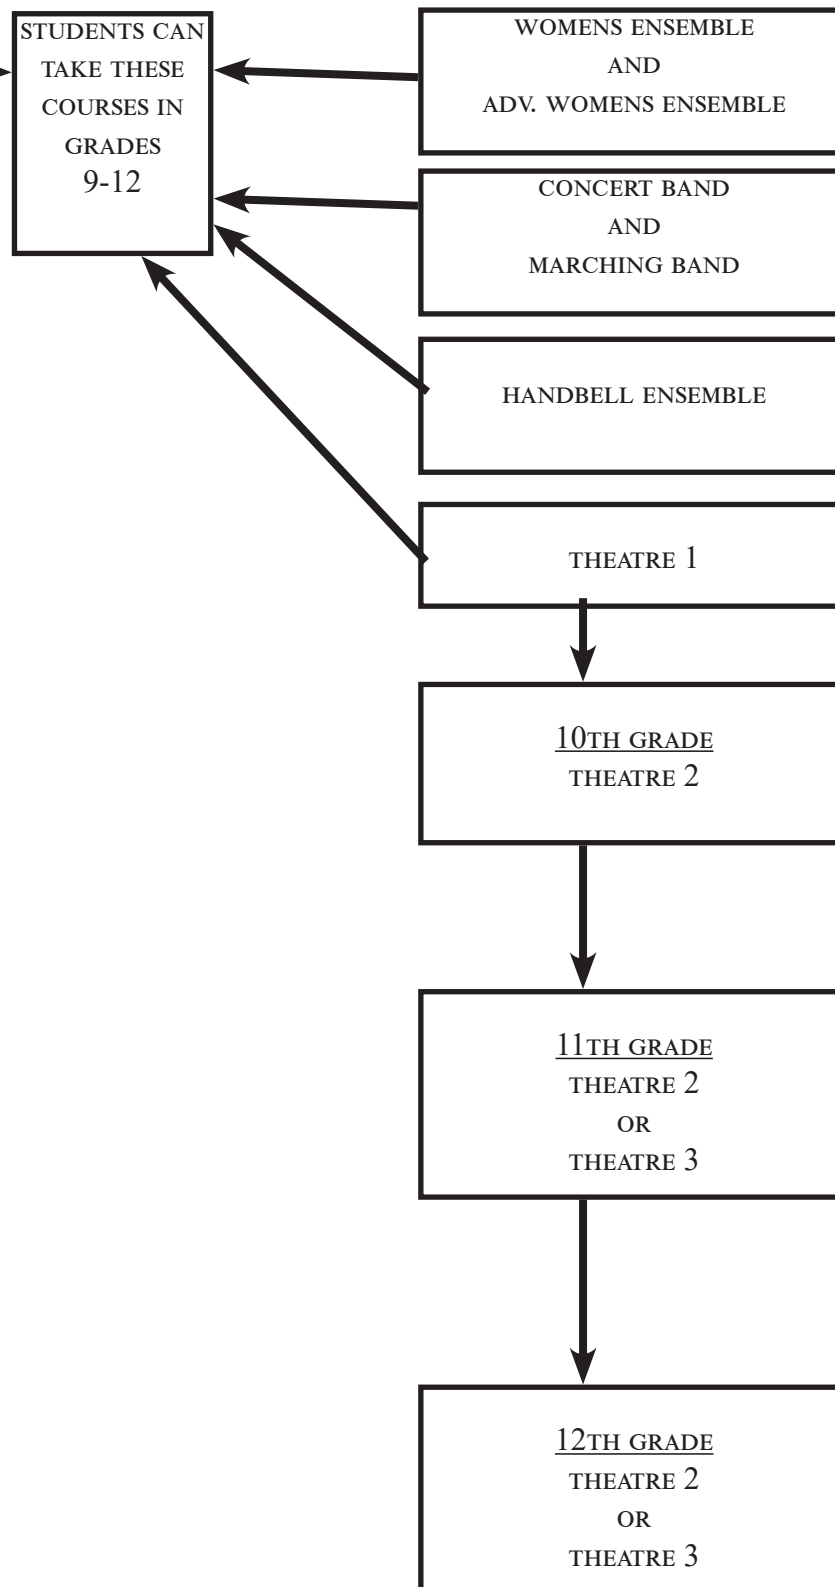 STUDENTS CAN
TAKE THESE
COURSES IN
GRADES
9-12
WOMENS ENSEMBLE
AND
ADV. WOMENS ENSEMBLE
CONCERT BAND
AND
MARCHING BAND
HANDBELL ENSEMBLE
THEATRE 1
10TH GRADE
THEATRE 2
11TH GRADE
THEATRE 2
OR
THEATRE 3
12TH GRADE
THEATRE 2
OR
THEATRE 3